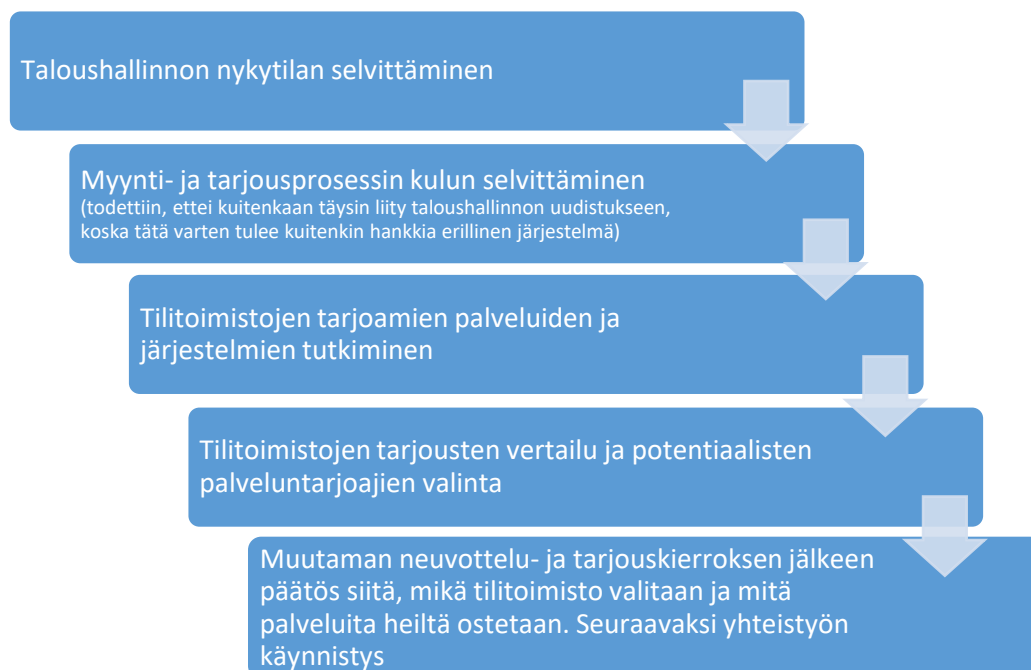 Taloushallinnon nykytilan selvittäminen
Myynti- ja tarjousprosessin kulun selvittäminen
(todettiin, ettei kuitenkaan täysin liity taloushallinnon uudistukseen,
koska tätä varten tulee kuitenkin hankkia erillinen järjestelmä)
Tilitoimistojen tarjoamien palveluiden ja
järjestelmien tutkiminen
Tilitoimistojen tarjousten vertailu ja potentiaalisten
palveluntarjoajien valinta
Muutaman neuvottelu- ja tarjouskierroksen jälkeen
päätös siitä, mikä tilitoimisto valitaan ja mitä
palveluita heiltä ostetaan. Seuraavaksi yhteistyön
käynnistys